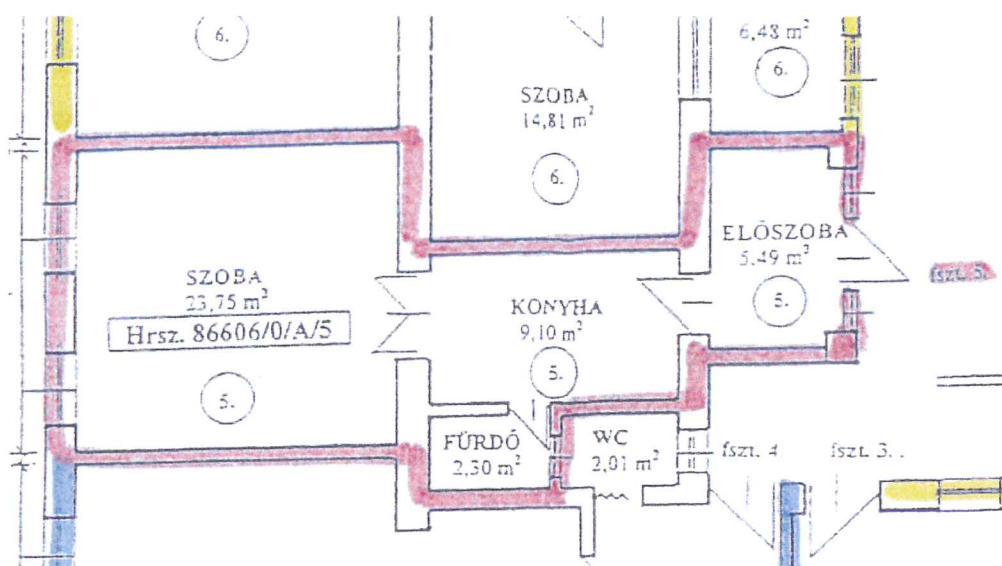 6.
6,48 m²
6.
SZOBA
14,81 m²
6.
ELŐSZOBA
5,49 m²
5.
fszt. 5.
SZOBA
23,75 m²
Hrsz. 86606/0/A/5
5.
KONYHA
9,10 m²
5.
FÜRDŐ
2,30 m²
WC
2,01 m²
fszt. 4
fszt. 3.